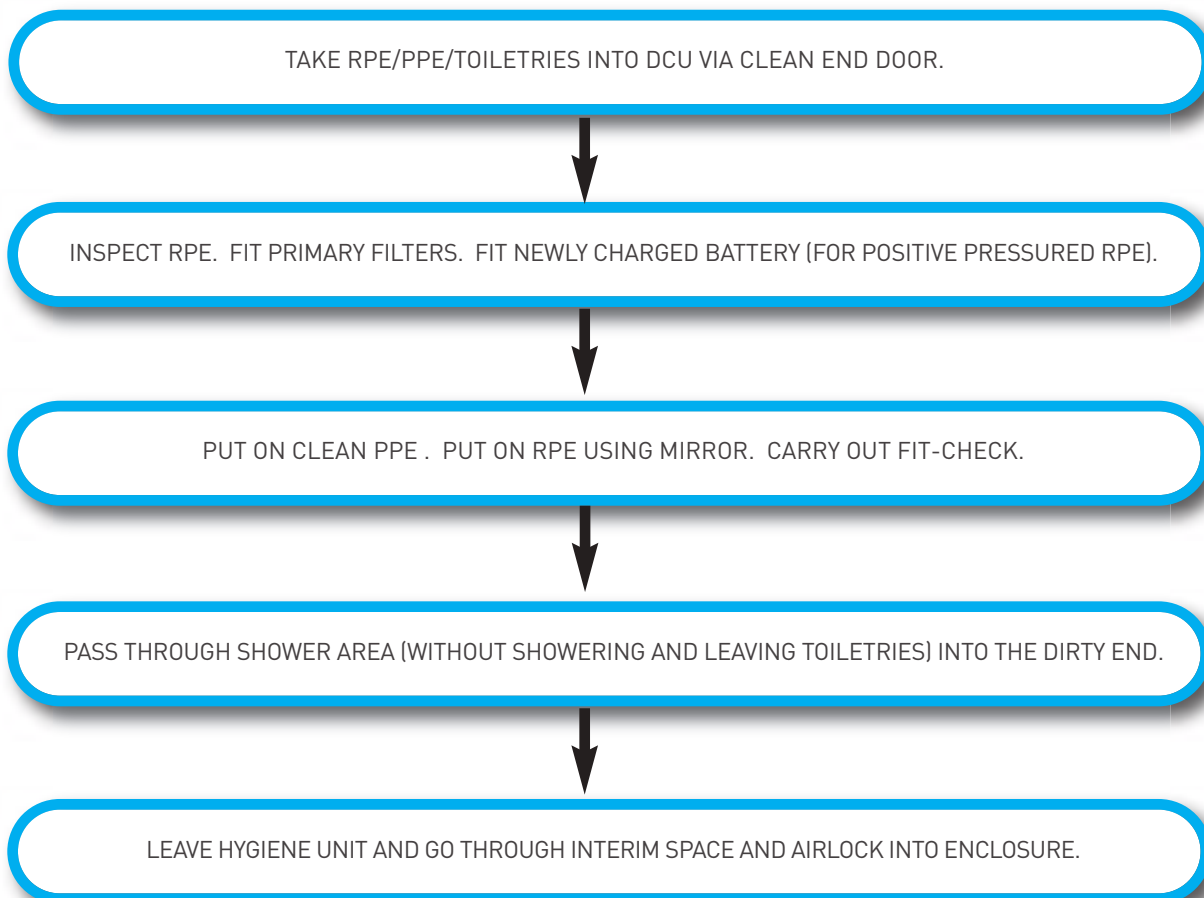 TAKE RPE/PPE/TOILETRIES INTO DCU VIA CLEAN END DOOR.
INSPECT RPE. FIT PRIMARY FILTERS. FIT NEWLY CHARGED BATTERY (FOR POSITIVE PRESSURED RPE).
PUT ON CLEAN PPE . PUT ON RPE USING MIRROR. CARRY OUT FIT-CHECK.
PASS THROUGH SHOWER AREA (WITHOUT SHOWERING AND LEAVING TOILETRIES) INTO THE DIRTY END.
LEAVE HYGIENE UNIT AND GO THROUGH INTERIM SPACE AND AIRLOCK INTO ENCLOSURE.